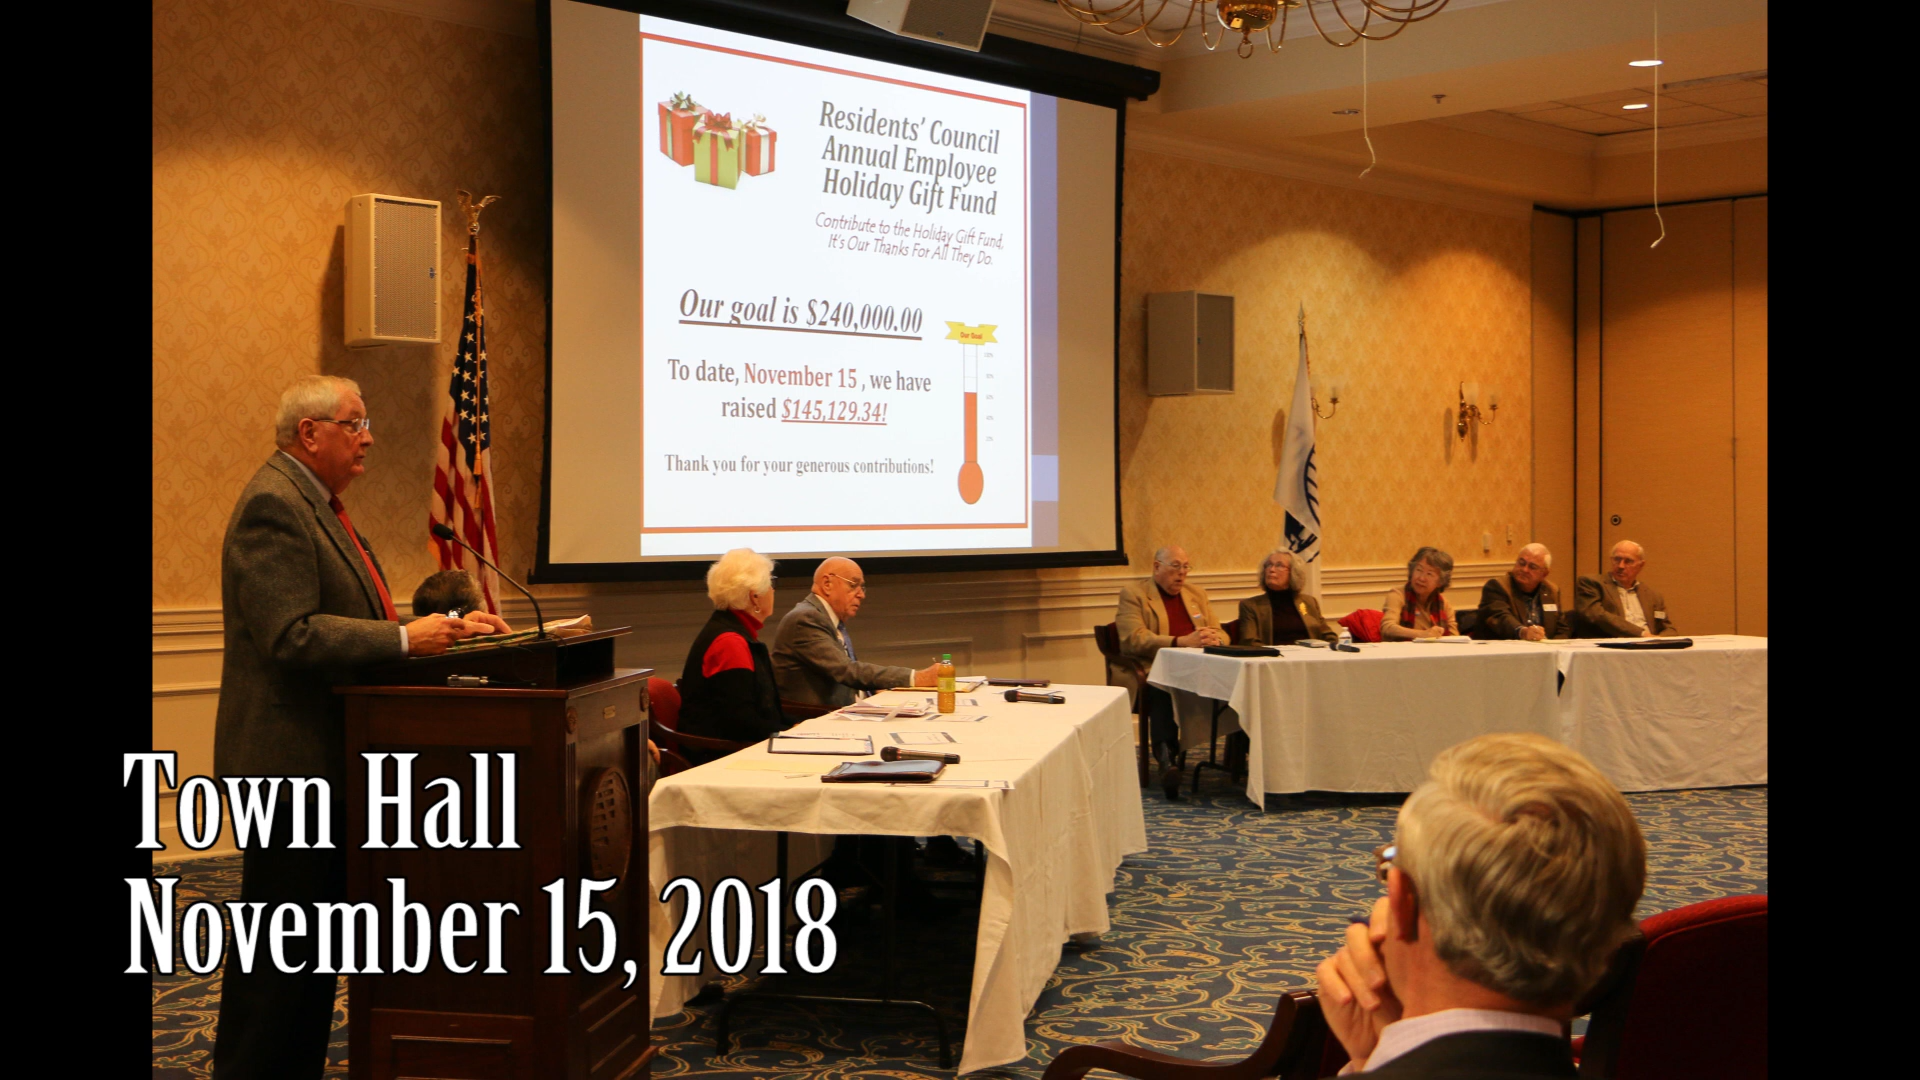 Residents' Council
Annual Employee
Holiday Gift Fund
Contribute to the Holiday Gift Fund,
It's Our Thanks For All They Do.
Our goal is $240,000.00
Our Goal
To date, November 15 , we have
raised $145,129.34!
Thank you for your generous contributions!
Town Hall
November 15, 2018